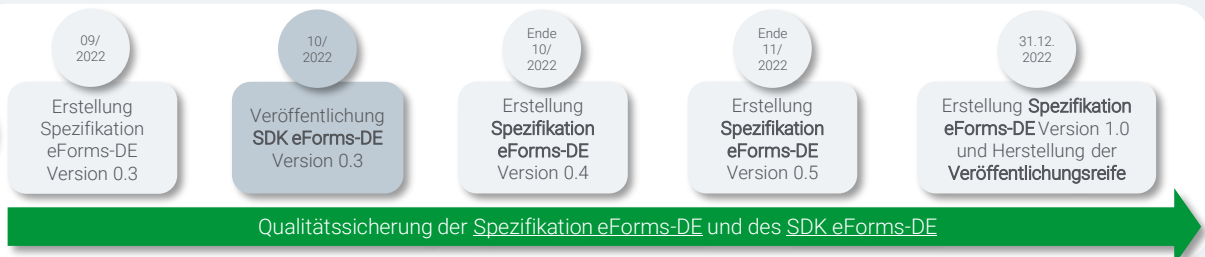 09/
2022
Erstellung
Spezifikation
eForms-DE
Version 0.3
10/
2022
Veröffentlichung
SDK eForms-DE
Version 0.3
Ende
10/
2022
Erstellung
Spezifikation
eForms-DE
Version 0.4
Ende
11/
2022
Erstellung
Spezifikation
eForms-DE
Version 0.5
31.12.
2022
Erstellung Spezifikation
eForms-DE Version 1.0
und Herstellung der
Veröffentlichungsreife
Qualitätssicherung der Spezifikation eForms-DE und des SDK eForms-DE